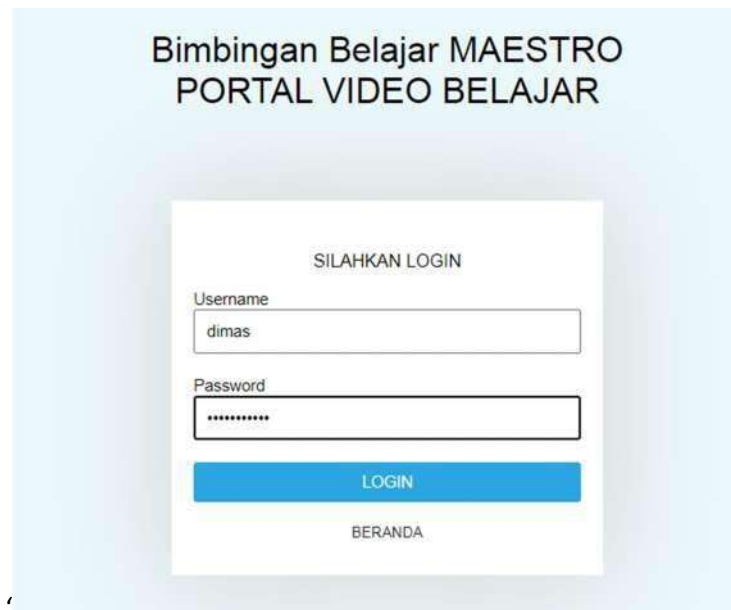 Bimbingan Belajar MAESTRO
PORTAL VIDEO BELAJAR
SILAHKAN LOGIN
Username
dimas
Password
•••••••••••
LOGIN
BERANDA
‘